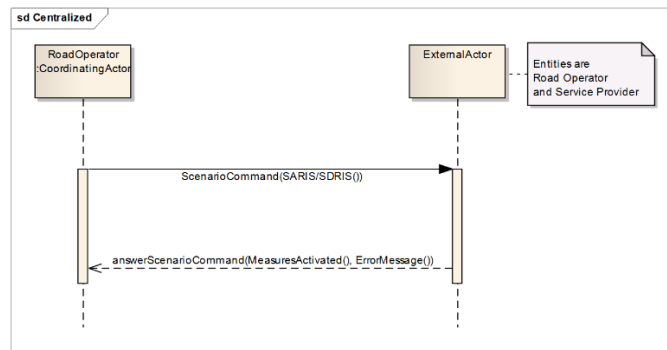 sd Centralized
RoadOperator
:CoordinatingActor
ExternalActor
Entities are
Road Operator
and Service Provider
ScenarioCommand(SARIS/SDRIS())
answerScenarioCommand(MeasuresActivated(), ErrorMessage())